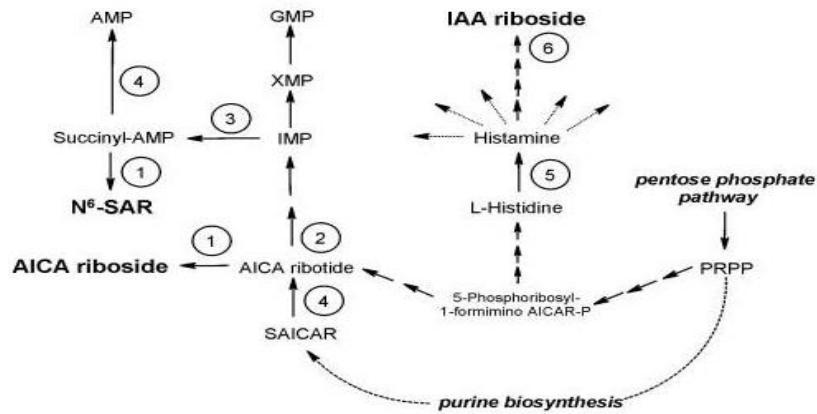 AMP
GMP
IAA riboside
6
4
XMP
Succinyl-AMP
3
IMP
Histamine
1
5
pentose phosphate
pathway
N⁶-SAR
L-Histidine
1
2
AICA riboside
AICA ribotide
PRPP
5-Phosphoribosyl-
1-formimino AICAR-P
4
SAICAR
purine biosynthesis